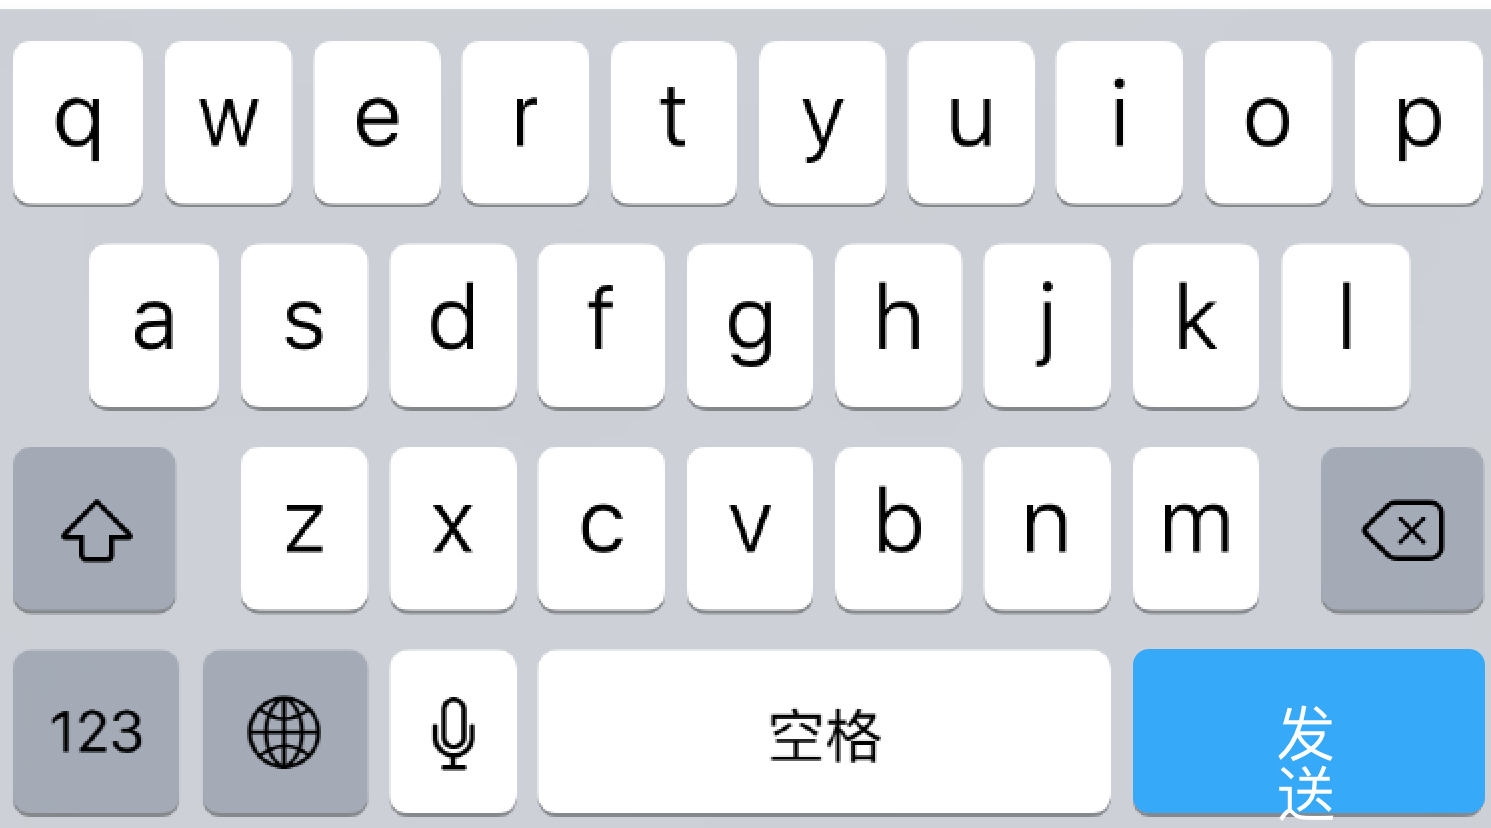 q w e r t y u i o p
a s d f g h j k l
z x c v b n m
123 空格 发
送